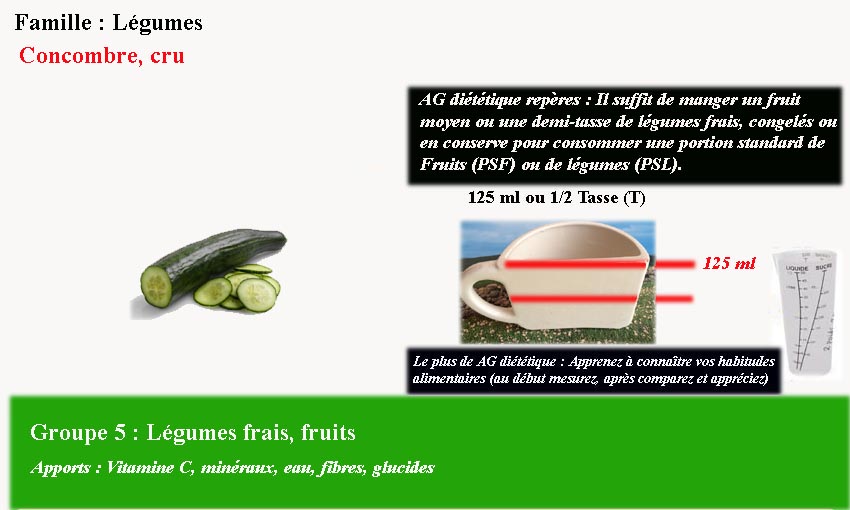 Famille : Légumes
Concombre, cru
AG diététique repères : Il suffit de manger un fruit
moyen ou une demi-tasse de légumes frais, congelés ou
en conserve pour consommer une portion standard de
Fruits (PSF) ou de légumes (PSL).
125 ml ou 1/2 Tasse (T)
125 ml
LIQUIDE SUCRE
Le plus de AG diététique : Apprenez à connaître vos habitudes
alimentaires (au début mesurez, après comparez et appréciez)
Groupe 5 : Légumes frais, fruits
Apports : Vitamine C, minéraux, eau, fibres, glucides